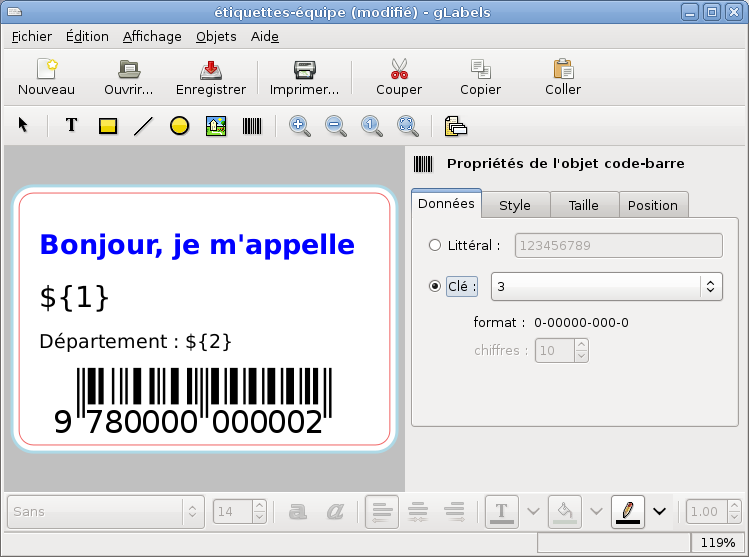 étiquettes-équipe (modifié) - gLabels
Fichier Édition Affichage Objets Aide
Nouveau Ouvrir... Enregistrer Imprimer... Couper Copier Coller
T
Propriétés de l'objet code-barre
Données Style Taille Position
Littéral : 123456789
Clé : 3
format : 0-00000-000-0
chiffres : 10
Bonjour, je m'appelle
${1}
Département : ${2}
9 780000 000002
Sans 14 a a T 1.00
119%